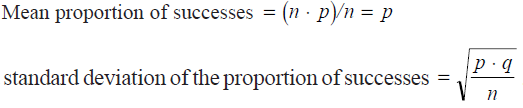 Mean proportion of successes = (n · p)/n = p
standard deviation of the proportion of successes = √(p · q / n)